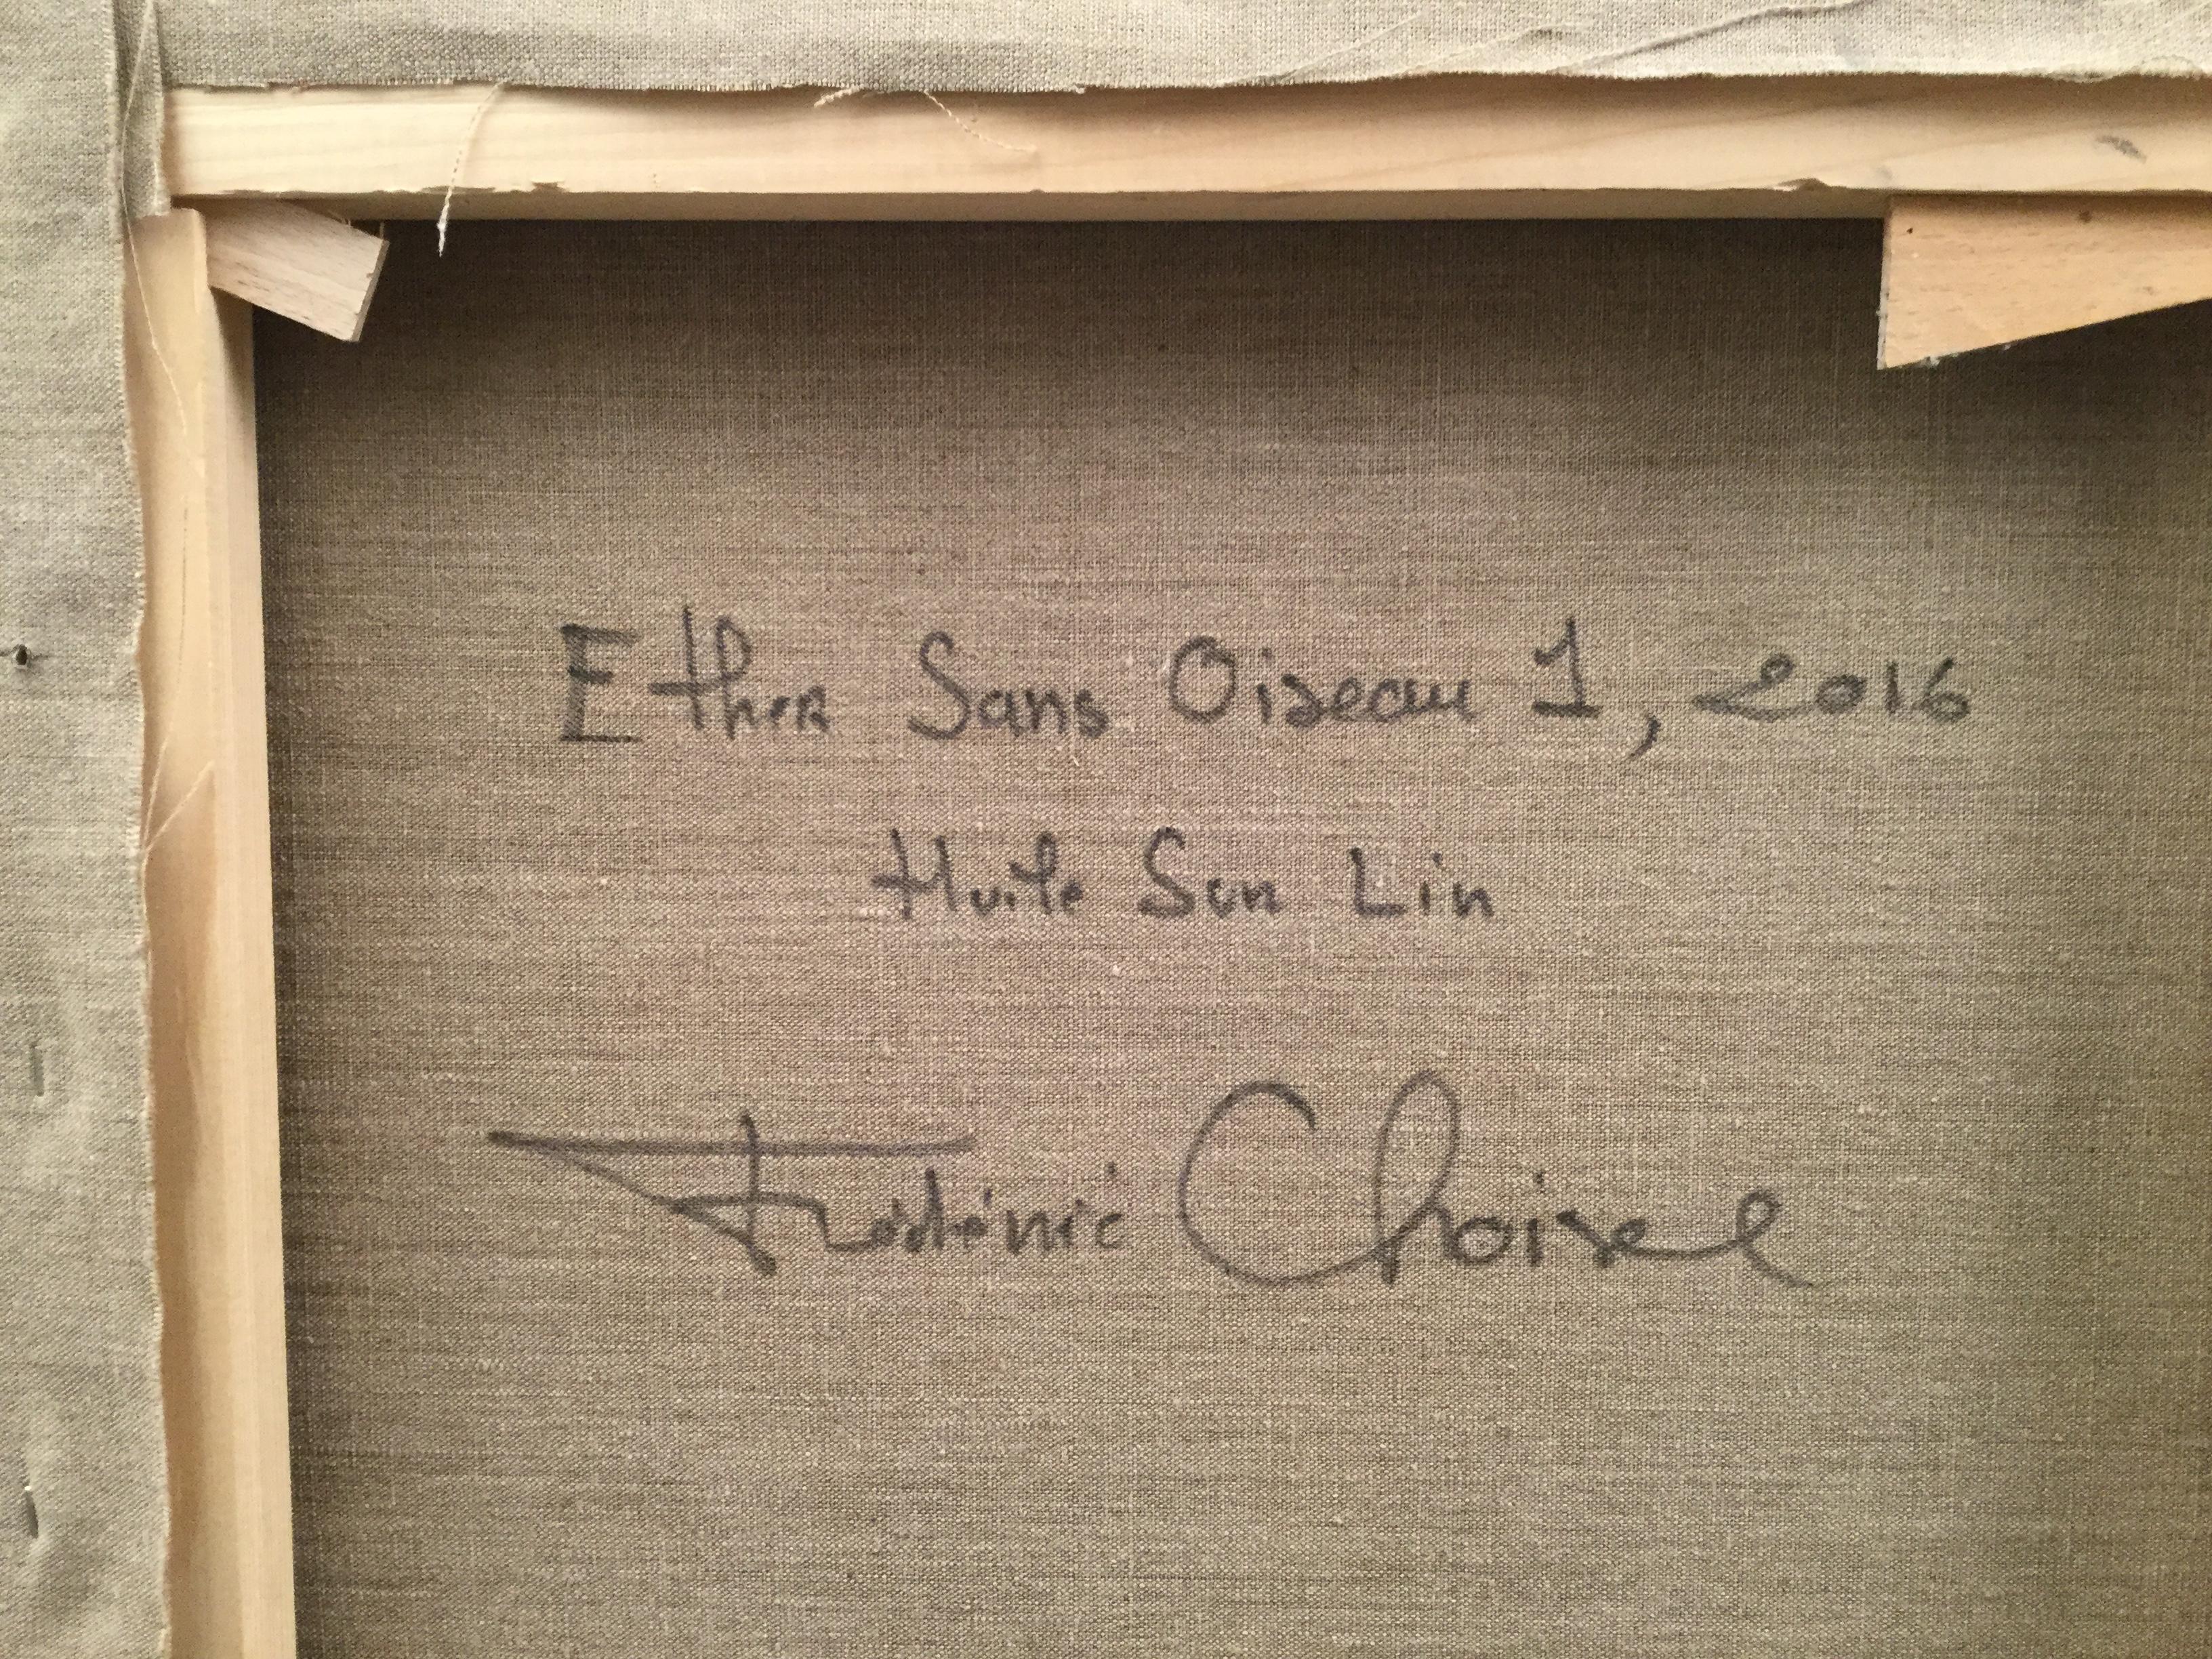 Ether Sans Oiseau 1, 2016
Huile Sur Lin
Frédéric Choisel